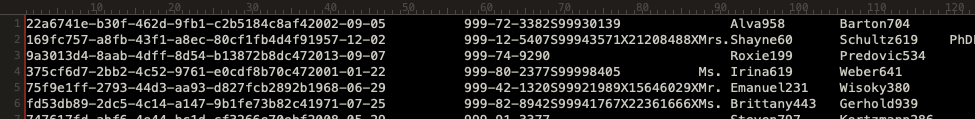 10 20 30 40 50 60 70 80 90 100 110 120
1 22a6741e-b30f-462d-9fb1-c2b5184c8af42002-09-05 999-72-3382S99930139 Alva958 Barton704
2 169fc757-a8fb-43f1-a8ec-80cf1fb4d4f91957-12-02 999-12-5407S99943571X21208488XMrs.Shayne60 Schultz619 PhD
3 9a3013d4-8aab-4dff-8d54-b13872b8dc472013-09-07 999-74-9290 Roxie199 Predovic534
4 375cf6d7-2bb2-4c52-9761-e0cdf8b70c472001-01-22 999-80-2377S99998405 Ms. Irina619 Weber641
5 75f9e1ff-2793-44d3-aa93-d827fcb2892b1968-06-29 999-42-1320S99921989X15646029XMr. Emanuel231 Wisoky380
6 fd53db89-2dc5-4c14-a147-9b1fe73b82c41971-07-25 999-82-8942S99941767X22361666XMs. Brittany443 Gerhold939